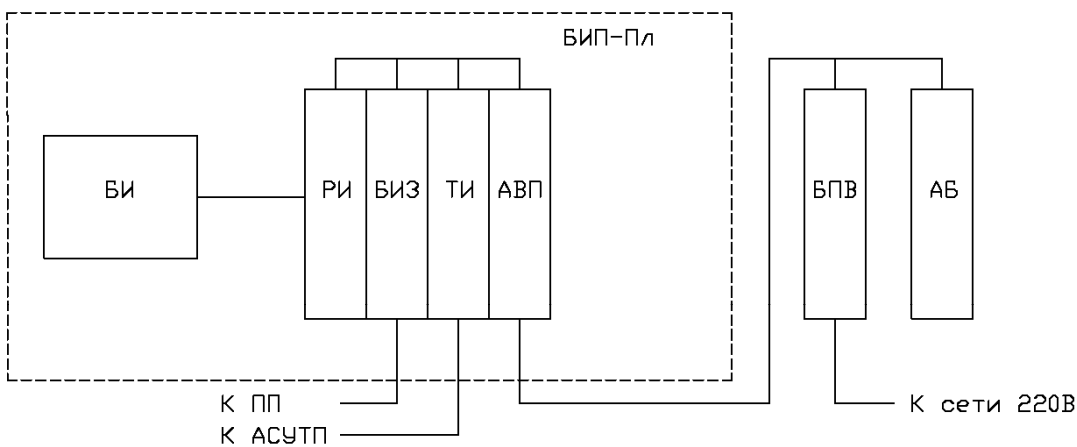 БИП-Пл
БИ
РИ
БИЗ
ТИ
АВП
БПВ
АБ
К ПП
К сети 220В
К АСУТП